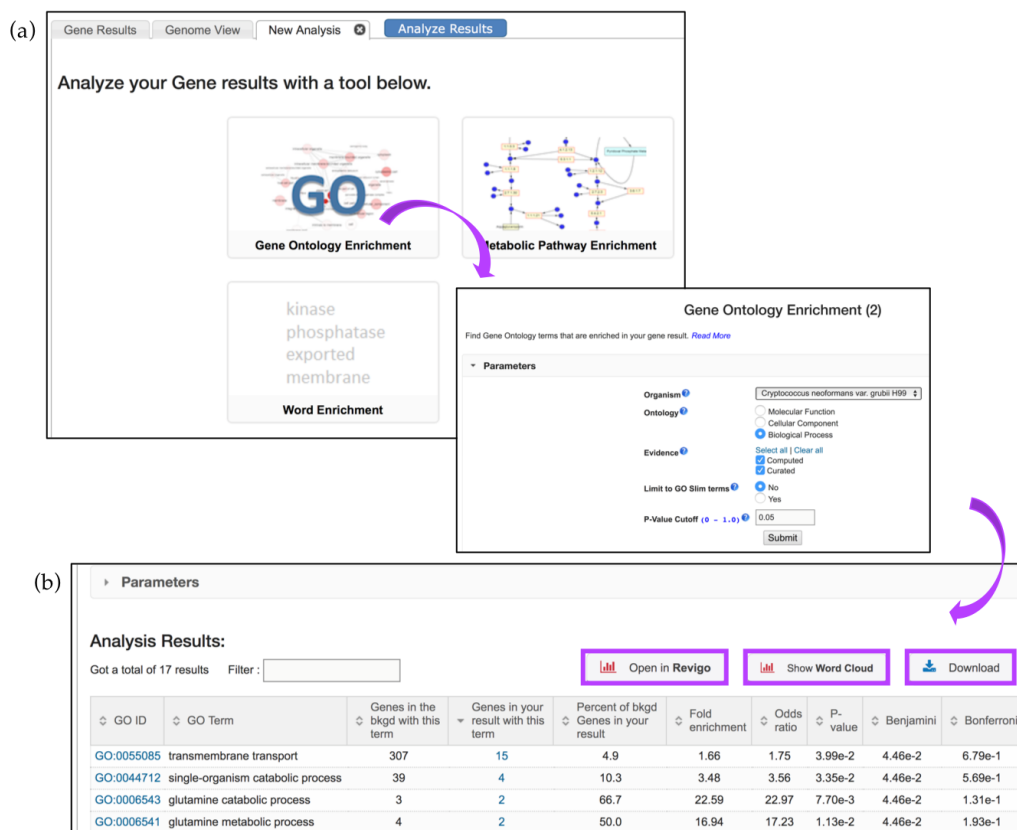 (a)
Gene Results
Genome View
New Analysis
Analyze Results
Analyze your Gene results with a tool below.
GO
Gene Ontology Enrichment
Metabolic Pathway Enrichment
kinase
phosphatase
exported
membrane
Word Enrichment
Gene Ontology Enrichment (2)
Find Gene Ontology terms that are enriched in your gene result. Read More
Parameters
Organism Cryptococcus neoformans var. grubii H99
Ontology Molecular Function
Cellular Component
Biological Process
Evidence Select all | Clear all
Computed
Curated
Limit to GO Slim terms No
Yes
P-Value Cutoff (0 - 1.0) 0.05
Submit
(b)
Parameters
Analysis Results:
Got a total of 17 results Filter :
Open in Revigo
Show Word Cloud
Download
GO ID
GO Term
Genes in the
bkgd with this
term
Genes in your
result with this
term
Percent of bkgd
Genes in your
result
Fold
enrichment
Odds
ratio
P-
value
Benjamini
Bonferroni
GO:0055085 transmembrane transport 307 15 4.9 1.66 1.75 3.99e-2 4.46e-2 6.79e-1
GO:0044712 single-organism catabolic process 39 4 10.3 3.48 3.56 3.35e-2 4.46e-2 5.69e-1
GO:0006543 glutamine catabolic process 3 2 66.7 22.59 22.97 7.70e-3 4.46e-2 1.31e-1
GO:0006541 glutamine metabolic process 4 2 50.0 16.94 17.23 1.13e-2 4.46e-2 1.93e-1